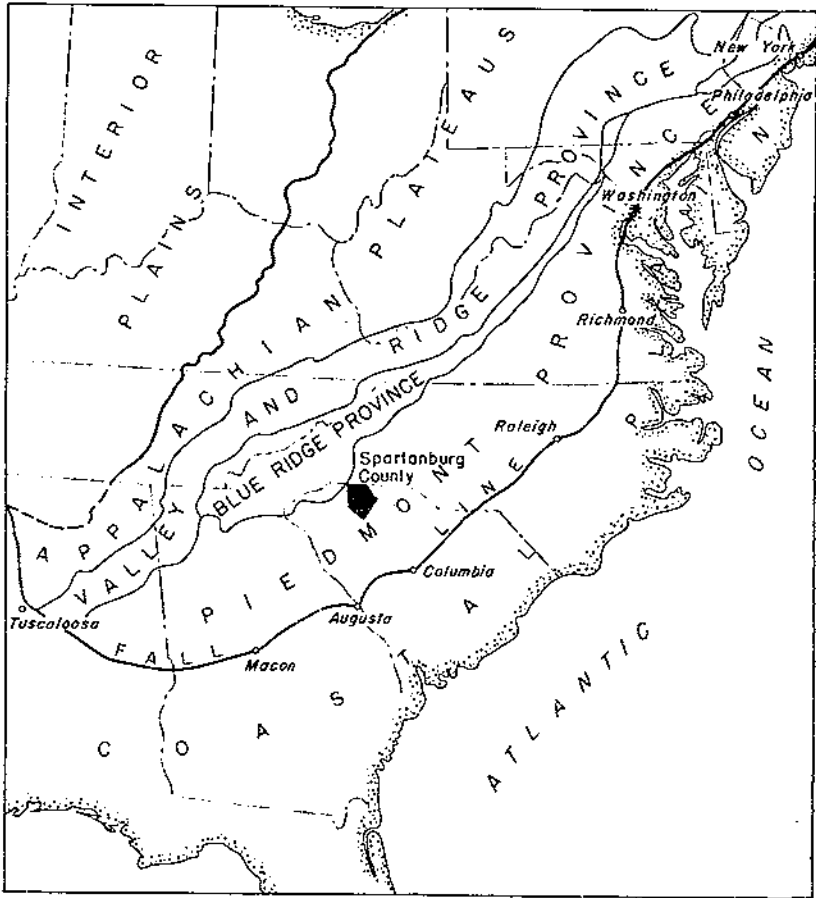 INTERIOR
PLAINS
APPALACHIAN PLATEAUS
VALLEY AND RIDGE PROVINCE
BLUE RIDGE PROVINCE
PIEDMONT PROVINCE
FALL LINE
COASTAL PLAIN
ATLANTIC OCEAN
New York
Philadelphia
Washington
Richmond
Raleigh
Spartanburg
County
Columbia
Augusta
Macon
Tuscaloosa